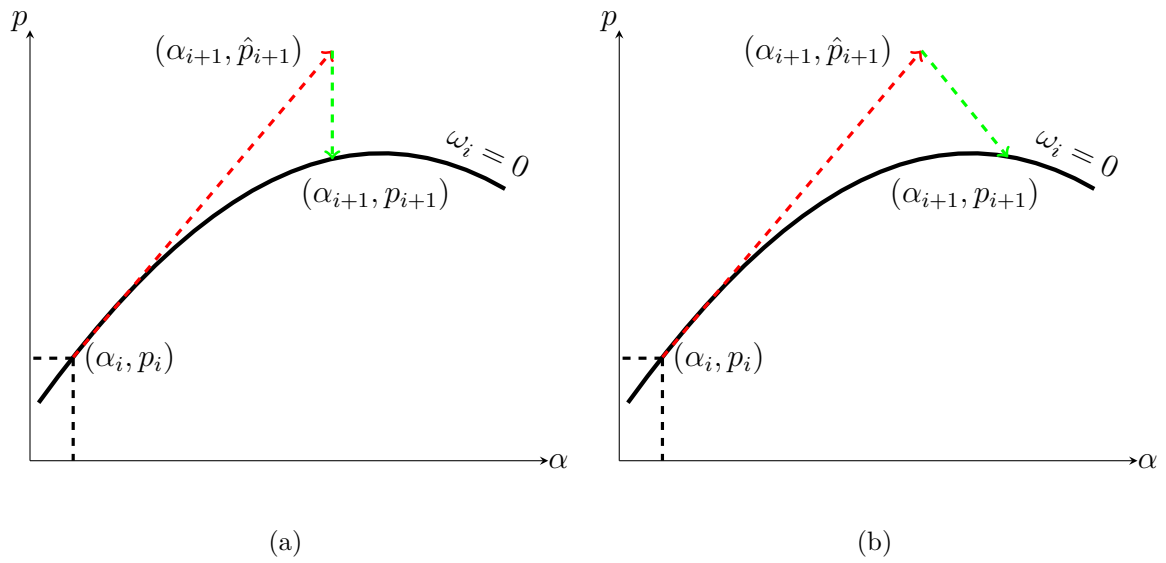 p
(α_{i+1}, p̂_{i+1})
ω_i = 0
(α_{i+1}, p_{i+1})
(α_i, p_i)
α
(a)
p
(α_{i+1}, p̂_{i+1})
ω_i = 0
(α_{i+1}, p_{i+1})
(α_i, p_i)
α
(b)